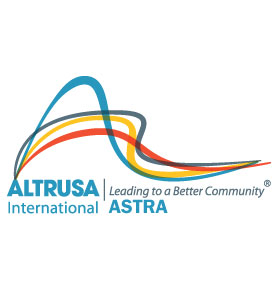 ALTRUSA | Leading to a Better Community®
International ASTRA